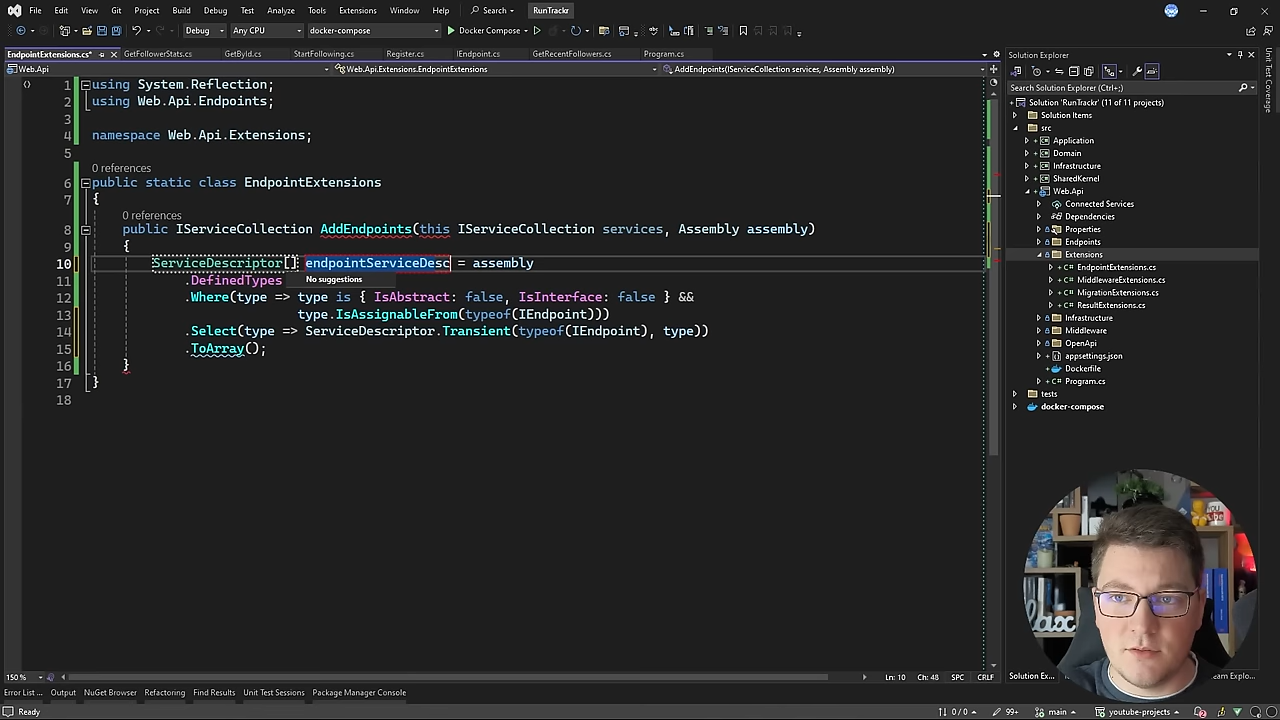 File Edit View Git Project Build Debug Test Analyze Tools Extensions Window Help Search RunTrackr
Debug Any CPU docker-compose Docker Compose
EndpointExtensions.cs* GetFollowerStats.cs GetById.cs StartFollowing.cs Register.cs IEndpoint.cs GetRecentFollowers.cs Program.cs
Web.Api Web.Api.Extensions.EndpointExtensions AddEndpoints(IServiceCollection services, Assembly assembly)
1 using System.Reflection;
2 using Web.Api.Endpoints;
3
4 namespace Web.Api.Extensions;
5
0 references
6 public static class EndpointExtensions
7 {
0 references
8 public IServiceCollection AddEndpoints(this IServiceCollection services, Assembly assembly)
9 {
10 ServiceDescriptor[] endpointServiceDesc = assembly
No suggestions
11 .DefinedTypes
12 .Where(type => type is { IsAbstract: false, IsInterface: false } &&
13 type.IsAssignableFrom(typeof(IEndpoint)))
14 .Select(type => ServiceDescriptor.Transient(typeof(IEndpoint), type))
15 .ToArray();
16 }
17 }
18
150 % Ln: 10 Ch: 48 SPC CRLF
Error List ... Output NuGet Browser Refactoring Find Results Unit Test Sessions Package Manager Console
Ready 0 / 0 99+ main youtube-projects
Solution Explorer
Search Solution Explorer (Ctrl+;)
Solution 'RunTrackr' (11 of 11 projects)
Solution Items
src
Application
Domain
Infrastructure
SharedKernel
Web.Api
Connected Services
Dependencies
Properties
Endpoints
Extensions
EndpointExtensions.cs
MiddlewareExtensions.cs
MigrationExtensions.cs
ResultExtensions.cs
Infrastructure
Middleware
OpenApi
appsettings.json
Dockerfile
Program.cs
tests
docker-compose
Solution Ex...
Unit Test Coverage